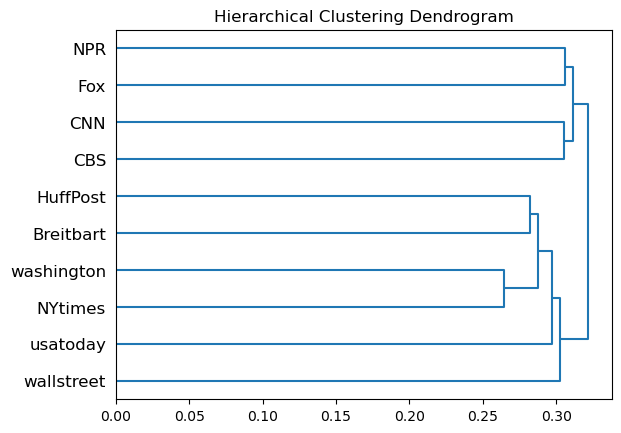 Hierarchical Clustering Dendrogram
NPR
Fox
CNN
CBS
HuffPost
Breitbart
washington
NYtimes
usatoday
wallstreet
0.00 0.05 0.10 0.15 0.20 0.25 0.30